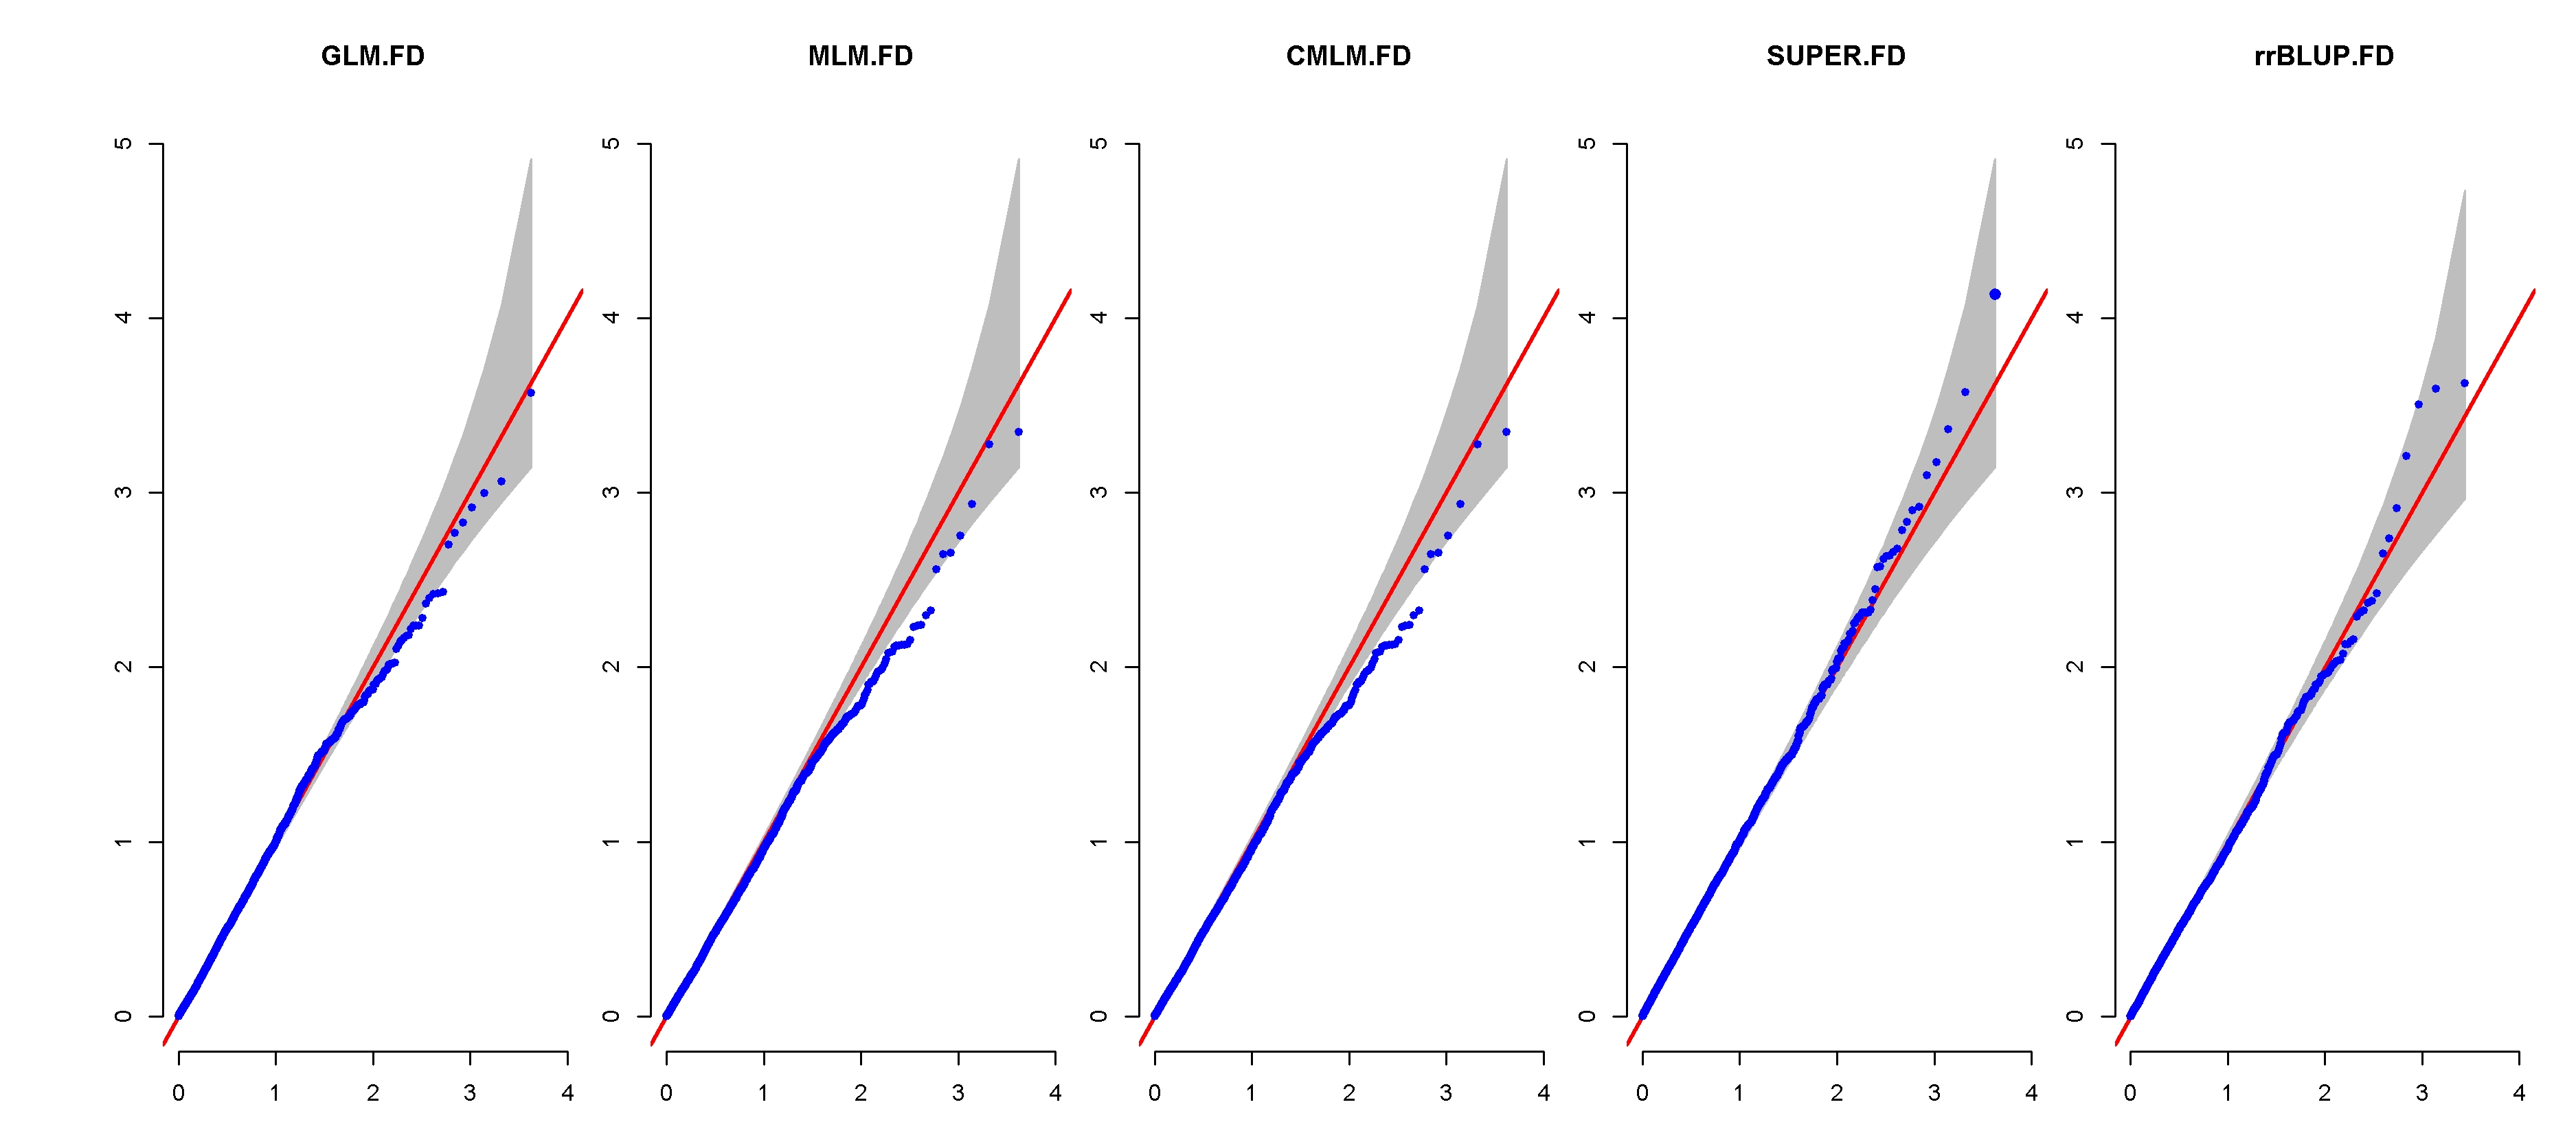 GLM.FD MLM.FD CMLM.FD SUPER.FD rrBLUP.FD
5 5 5 5 5
4 4 4 4 4
3 3 3 3 3
2 2 2 2 2
1 1 1 1 1
0 0 0 0 0
0 1 2 3 4 0 1 2 3 4 0 1 2 3 4 0 1 2 3 4 0 1 2 3 4